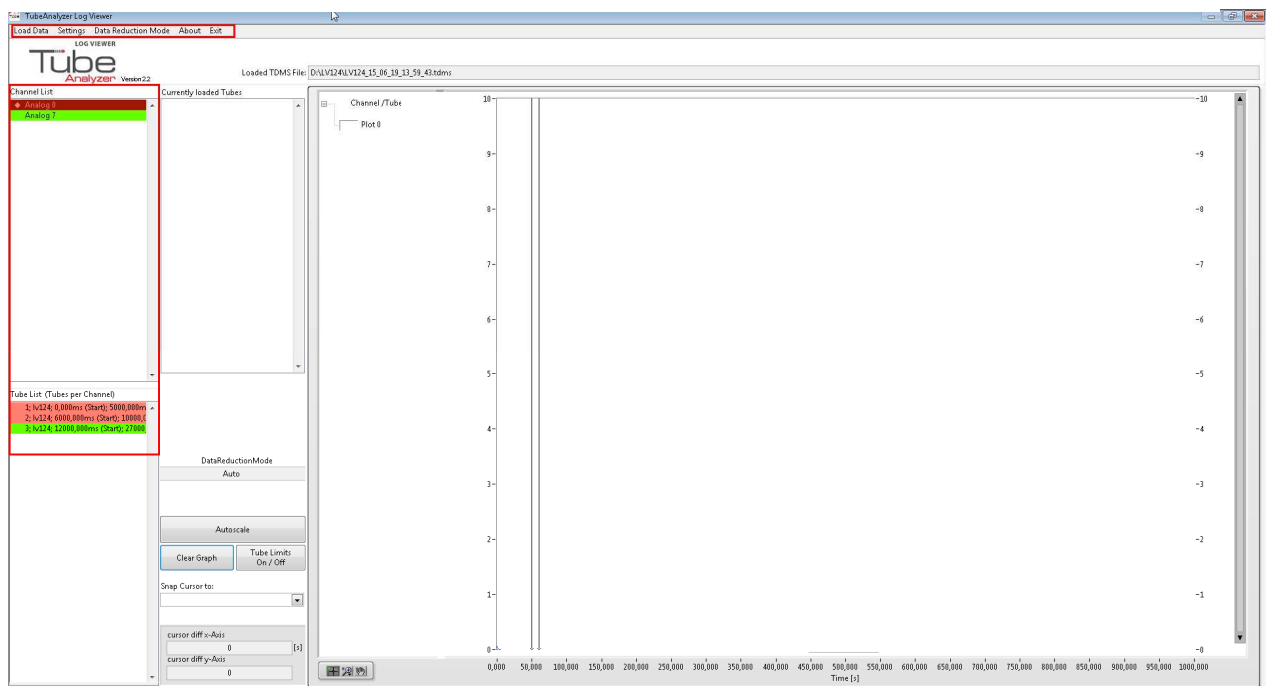 TubeAnalyzer Log Viewer
Load Data Settings Data Reduction Mode About Exit
LOG VIEWER
Tube
Analyzer Version 2.2
Loaded TDMS File: D:\LV124\LV124_15_06_19_13_59_43.tdms
Channel List
Analog 0
Analog 7
Currently loaded Tubes
Tube List (Tubes per Channel)
1; lv124; 0,000ms (Start); 5000,000m
2; lv124; 6000,000ms (Start); 10000,0
3; lv124; 12000,000ms (Start); 27000
DataReductionMode
Auto
Autoscale
Clear Graph
Tube Limits
On / Off
Snap Cursor to:
cursor diff x-Axis
0 [s]
cursor diff y-Axis
0
Channel /Tube
Plot 0
10 10
9 9
8 8
7 7
6 6
5 5
4 4
3 3
2 2
1 1
0 0
0,000 50,000 100,000 150,000 200,000 250,000 300,000 350,000 400,000 450,000 500,000 550,000 600,000 650,000 700,000 750,000 800,000 850,000 900,000 950,000 1000,000
Time [s]